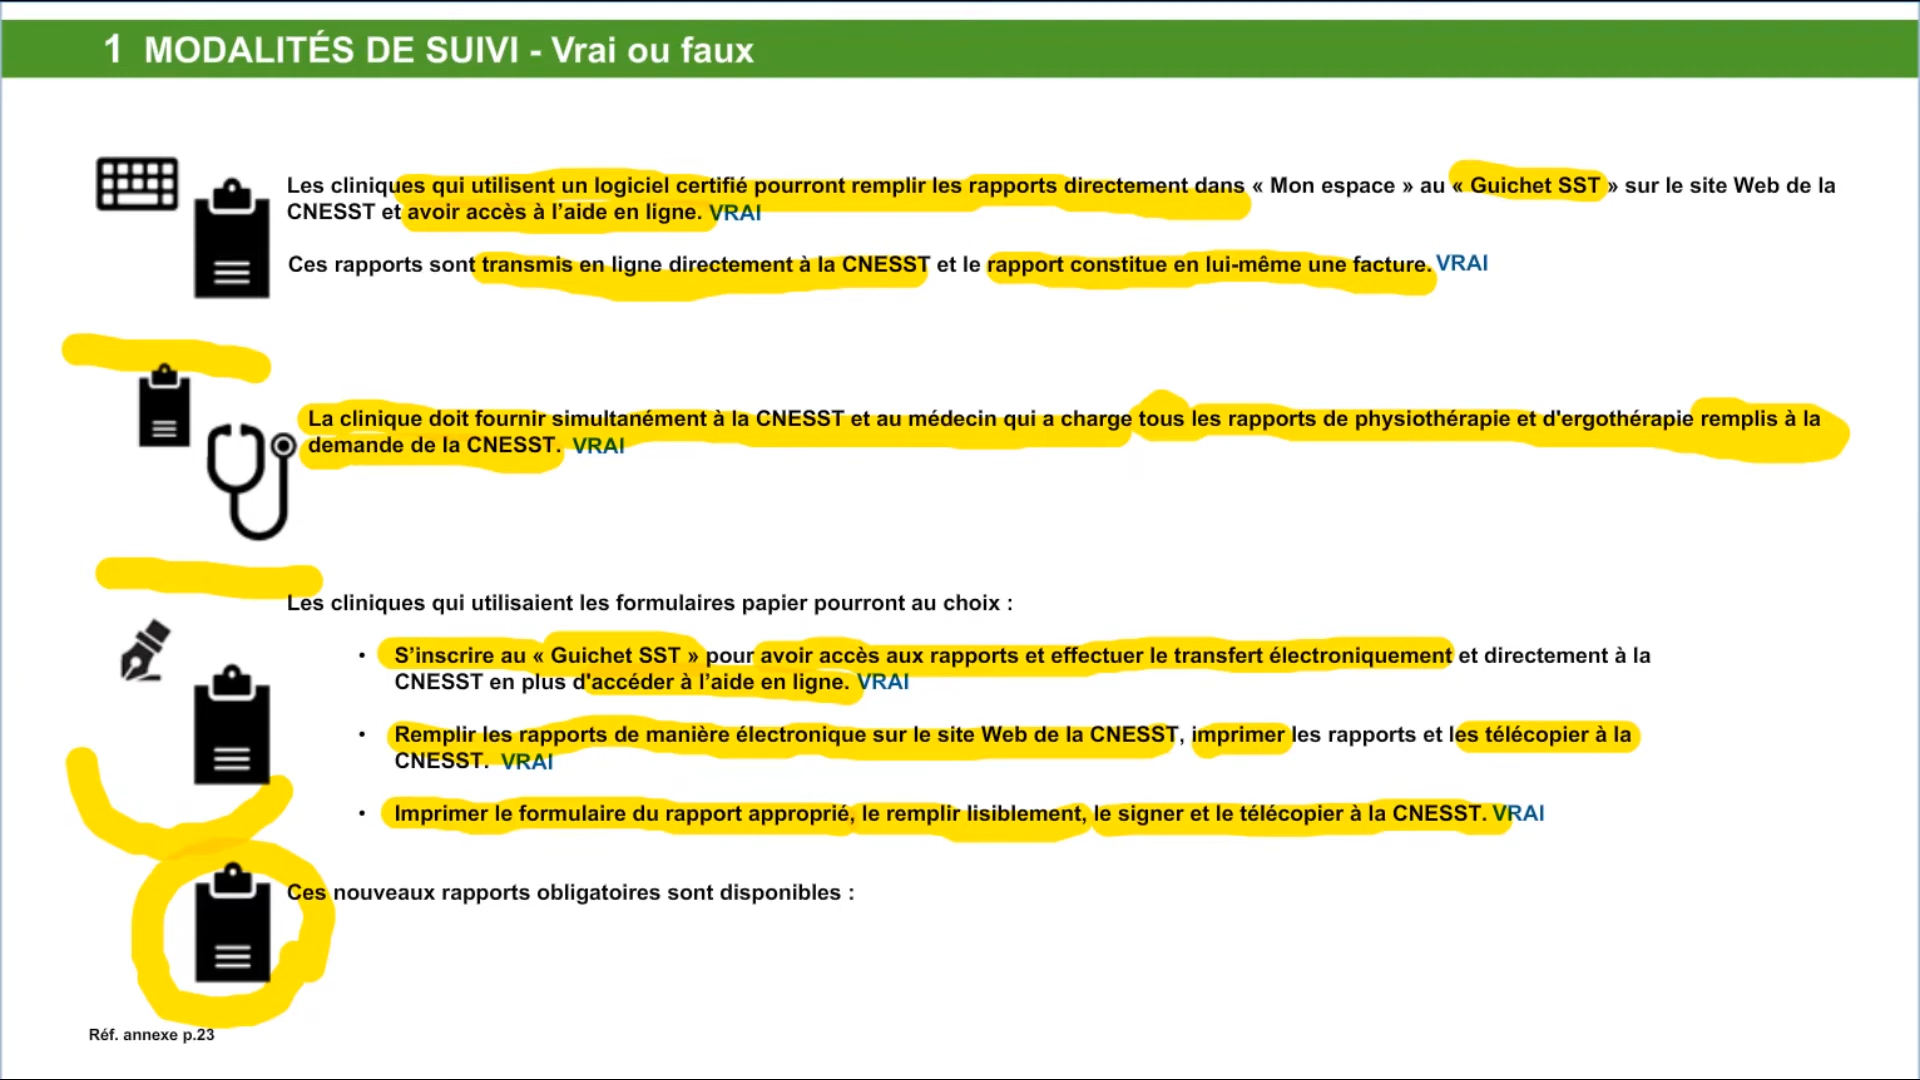 1 MODALITÉS DE SUIVI - Vrai ou faux
Les cliniques qui utilisent un logiciel certifié pourront remplir les rapports directement dans « Mon espace » au « Guichet SST » sur le site Web de la
CNESST et avoir accès à l’aide en ligne. VRAI
Ces rapports sont transmis en ligne directement à la CNESST et le rapport constitue en lui-même une facture. VRAI
La clinique doit fournir simultanément à la CNESST et au médecin qui a charge tous les rapports de physiothérapie et d'ergothérapie remplis à la
demande de la CNESST. VRAI
Les cliniques qui utilisaient les formulaires papier pourront au choix :
• S’inscrire au « Guichet SST » pour avoir accès aux rapports et effectuer le transfert électroniquement et directement à la
CNESST en plus d'accéder à l’aide en ligne. VRAI
• Remplir les rapports de manière électronique sur le site Web de la CNESST, imprimer les rapports et les télécopier à la
CNESST. VRAI
• Imprimer le formulaire du rapport approprié, le remplir lisiblement, le signer et le télécopier à la CNESST. VRAI
Ces nouveaux rapports obligatoires sont disponibles :
Réf. annexe p.23